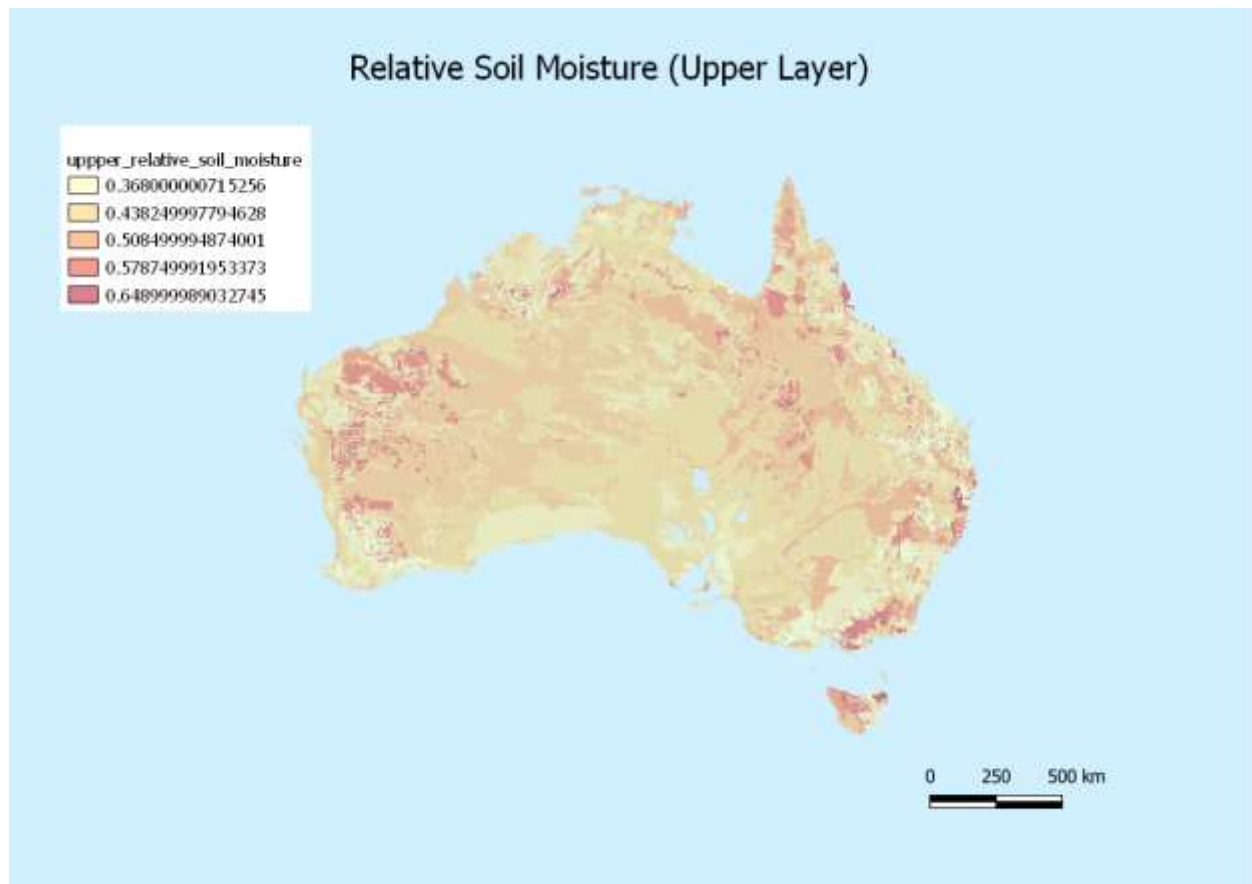 Relative Soil Moisture (Upper Layer)
uppper_relative_soil_moisture
0.368000000715256
0.438249997794628
0.508499994874001
0.578749991953373
0.648999989032745
0 250 500 km